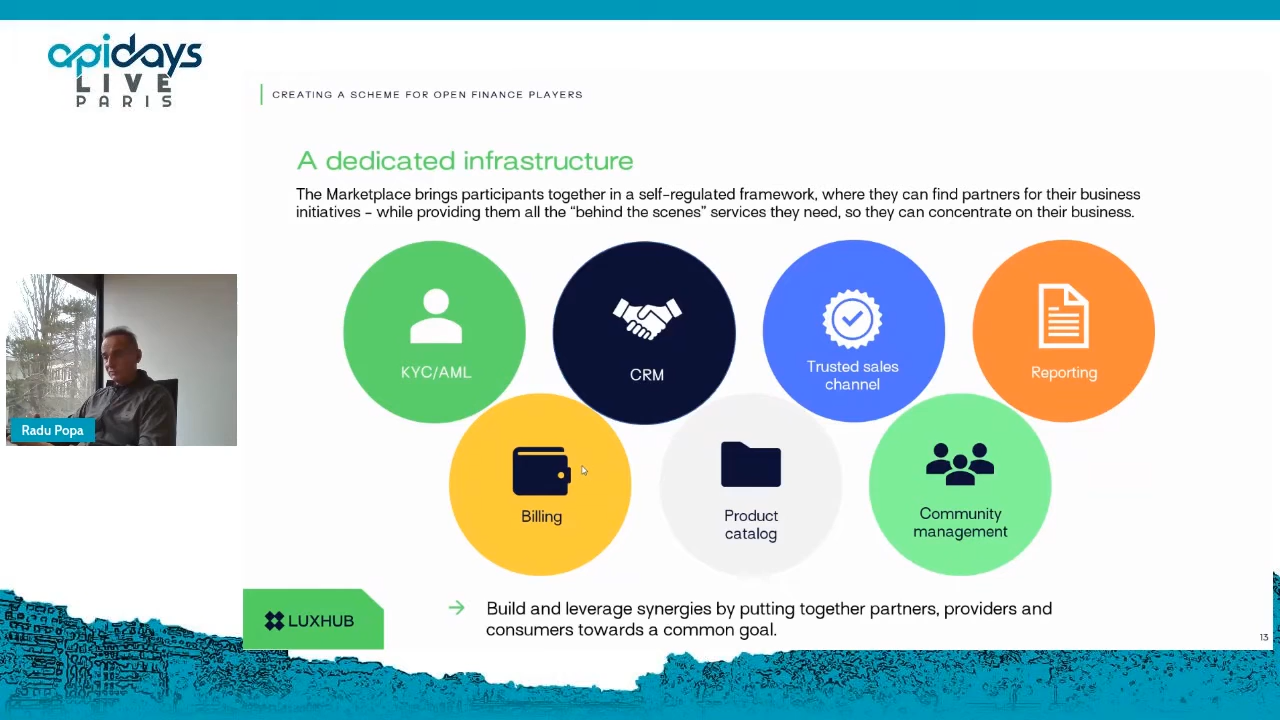 apidays
LIVE
PARIS
CREATING A SCHEME FOR OPEN FINANCE PLAYERS
A dedicated infrastructure
The Marketplace brings participants together in a self-regulated framework, where they can find partners for their business
initiatives - while providing them all the “behind the scenes” services they need, so they can concentrate on their business.
KYC/AML
CRM
Trusted sales
channel
Reporting
Billing
Product
catalog
Community
management
Radu Popa
LUXHUB
Build and leverage synergies by putting together partners, providers and
consumers towards a common goal.
13